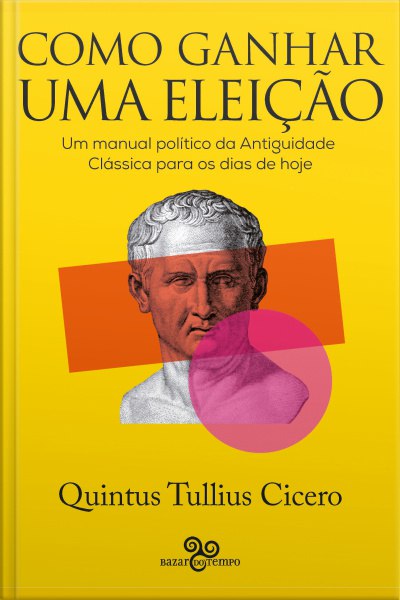 COMO GANHAR
UMA ELEIÇÃO
Um manual político da Antiguidade
Clássica para os dias de hoje
Quintus Tullius Cicero
BAZAR DO TEMPO